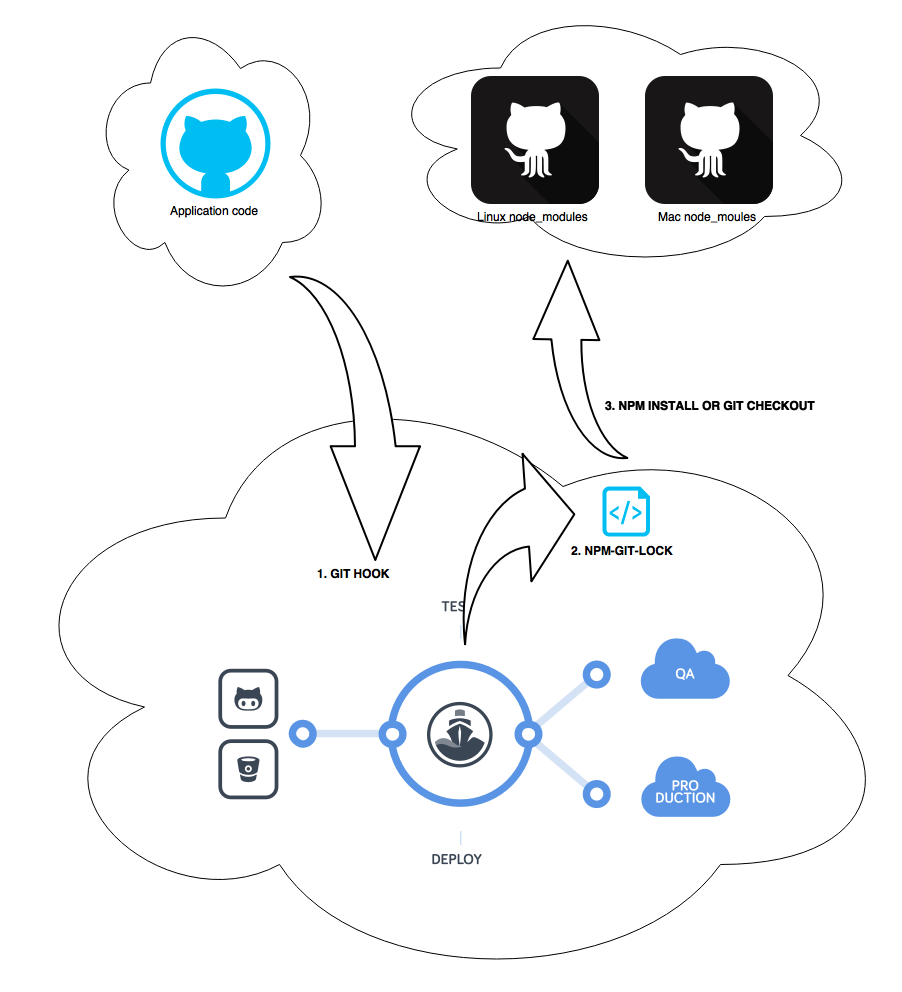 Application code
Linux node_modules
Mac node_moules
3. NPM INSTALL OR GIT CHECKOUT
2. NPM-GIT-LOCK
1. GIT HOOK
TES
QA
PRO
DUCTION
DEPLOY